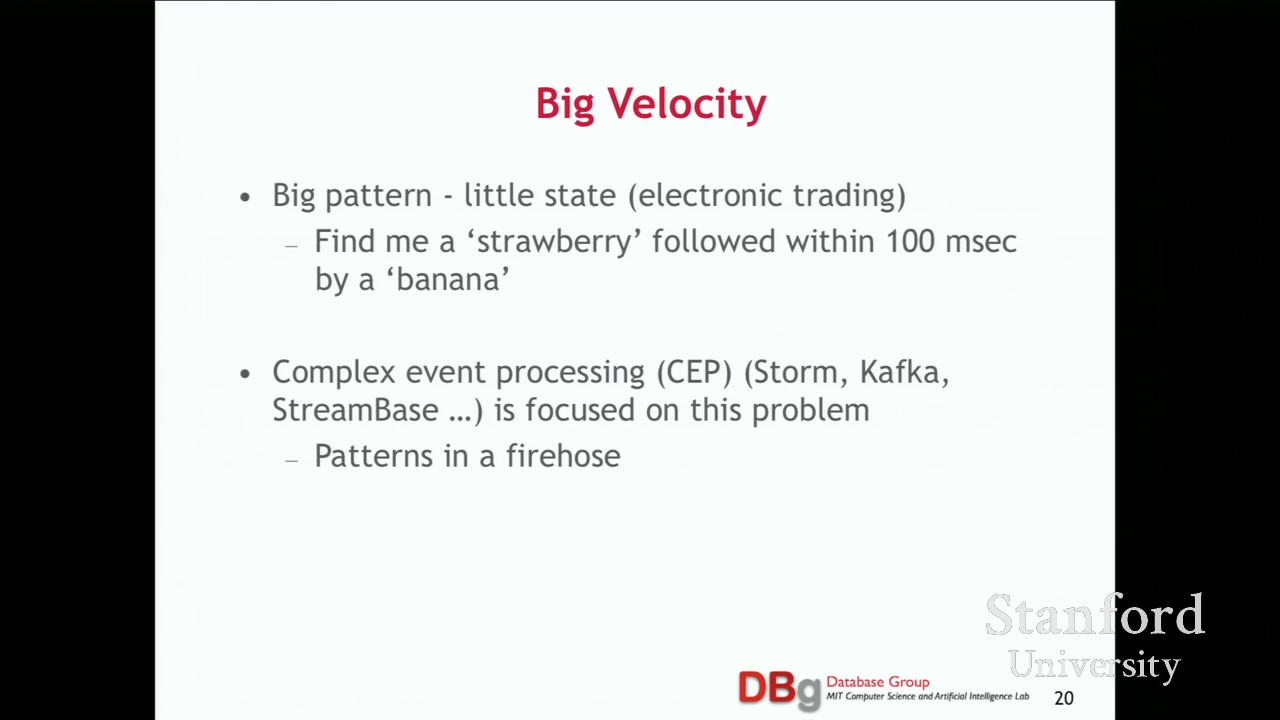 Big Velocity
• Big pattern - little state (electronic trading)
– Find me a ‘strawberry’ followed within 100 msec
by a ‘banana’
• Complex event processing (CEP) (Storm, Kafka,
StreamBase …) is focused on this problem
– Patterns in a firehose
Stanford
University
DBg Database Group
MIT Computer Science and Artificial Intelligence Lab
20